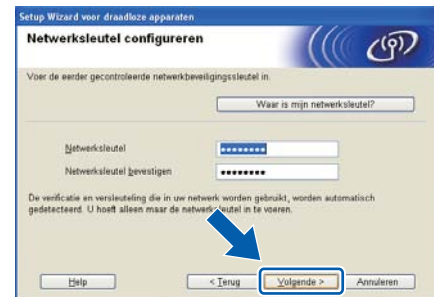 Setup Wizard voor draadloze apparaten
Netwerksleutel configureren
Voer de eerder gecontroleerde netwerkbeveiligingssleutel in.
Waar is mijn netwerksleutel?
Netwerksleutel
●●●●●●●●
Netwerksleutel bevestigen
●●●●●●●●
De verificatie en versleuteling die in uw netwerk worden gebruikt, worden automatisch
gedetecteerd. U hoeft alleen maar de netwerksleutel in te voeren.
Help
< Terug
Volgende >
Annuleren